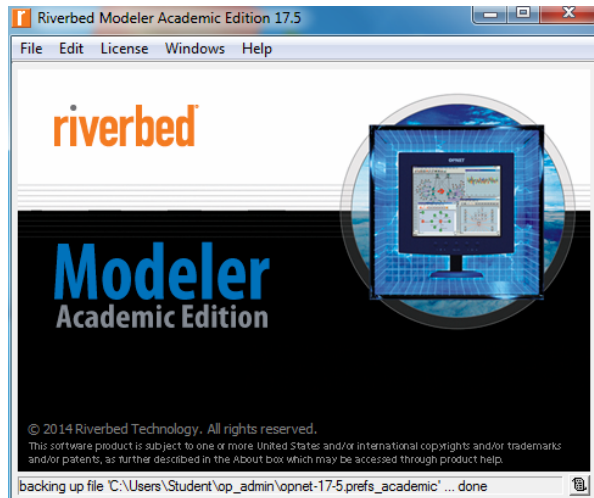 Riverbed Modeler Academic Edition 17.5
File Edit License Windows Help
riverbed
OPNET
Modeler
Academic Edition
© 2014 Riverbed Technology. All rights reserved.
This software product is subject to one or more United States and/or international copyrights and/or trademarks
and/or patents, as further described in the About box which may be accessed through product help.
backing up file 'C:\Users\Student\op_admin\opnet-17-5.prefs_academic' ... done